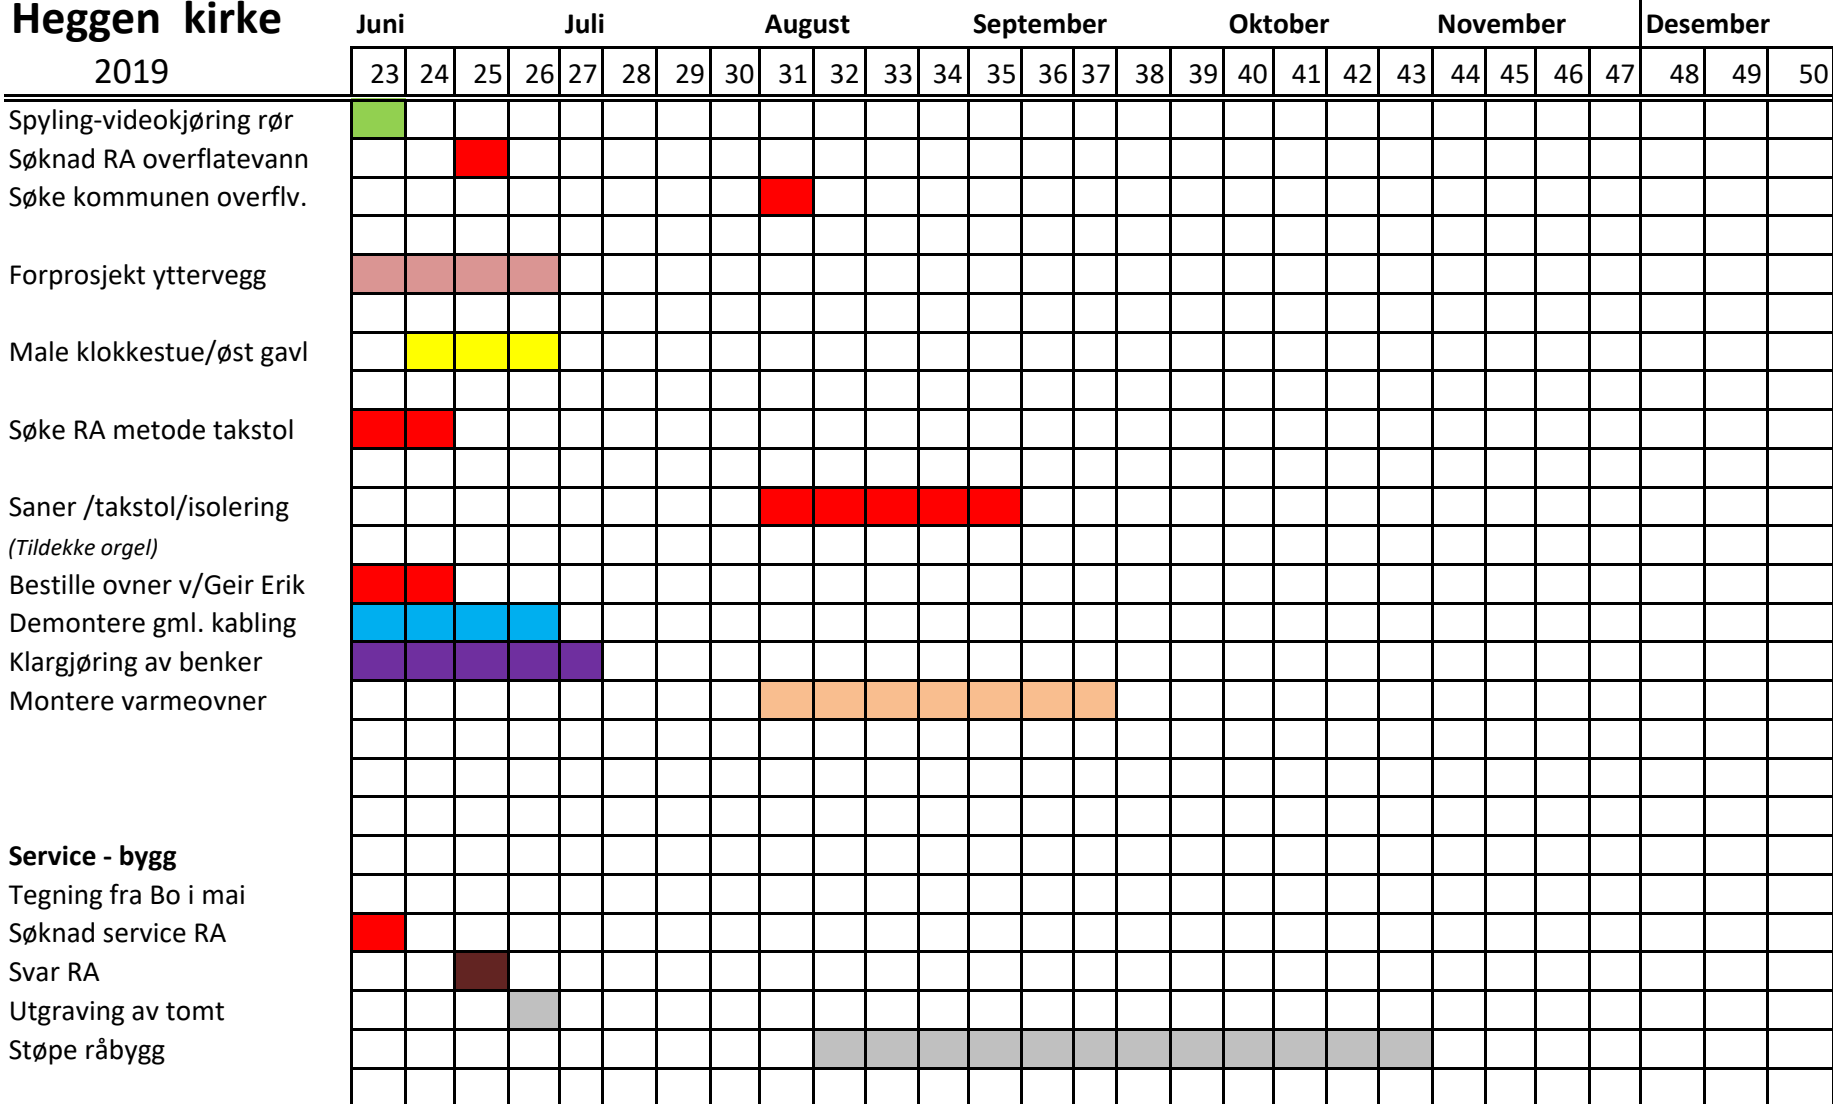 Heggen kirke Juni Juli August September Oktober November Desember
2019 23 24 25 26 27 28 29 30 31 32 33 34 35 36 37 38 39 40 41 42 43 44 45 46 47 48 49 50
Spyling-videokjøring rør
Søknad RA overflatevann
Søke kommunen overflv.
Forprosjekt yttervegg
Male klokkestue/øst gavl
Søke RA metode takstol
Saner /takstol/isolering
(Tildekke orgel)
Bestille ovner v/Geir Erik
Demontere gml. kabling
Klargjøring av benker
Montere varmeovner
Service - bygg
Tegning fra Bo i mai
Søknad service RA
Svar RA
Utgraving av tomt
Støpe råbygg